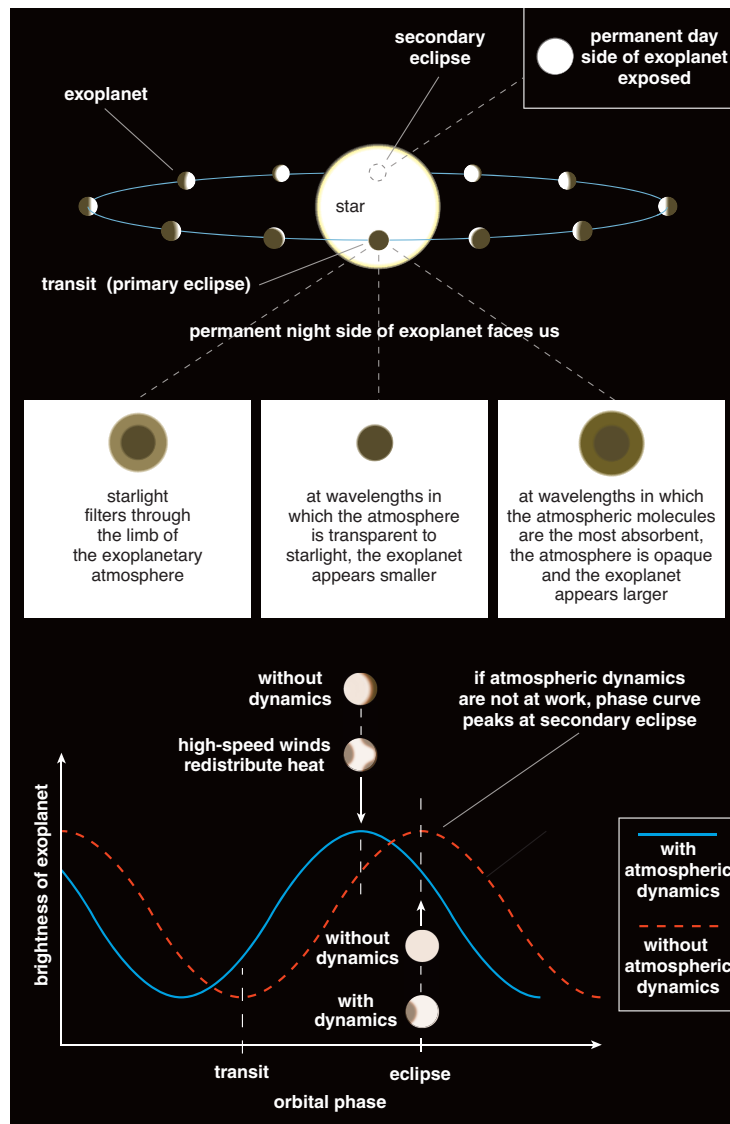 secondary
eclipse
permanent day
side of exoplanet
exposed
exoplanet
star
transit (primary eclipse)
permanent night side of exoplanet faces us
starlight
filters through
the limb of
the exoplanetary
atmosphere
at wavelengths in
which the atmosphere
is transparent to
starlight, the exoplanet
appears smaller
at wavelengths in which
the atmospheric molecules
are the most absorbent,
the atmosphere is opaque
and the exoplanet
appears larger
without
dynamics
high-speed winds
redistribute heat
if atmospheric dynamics
are not at work, phase curve
peaks at secondary eclipse
brightness of exoplanet
with
atmospheric
dynamics
without
atmospheric
dynamics
without
dynamics
with
dynamics
transit
eclipse
orbital phase